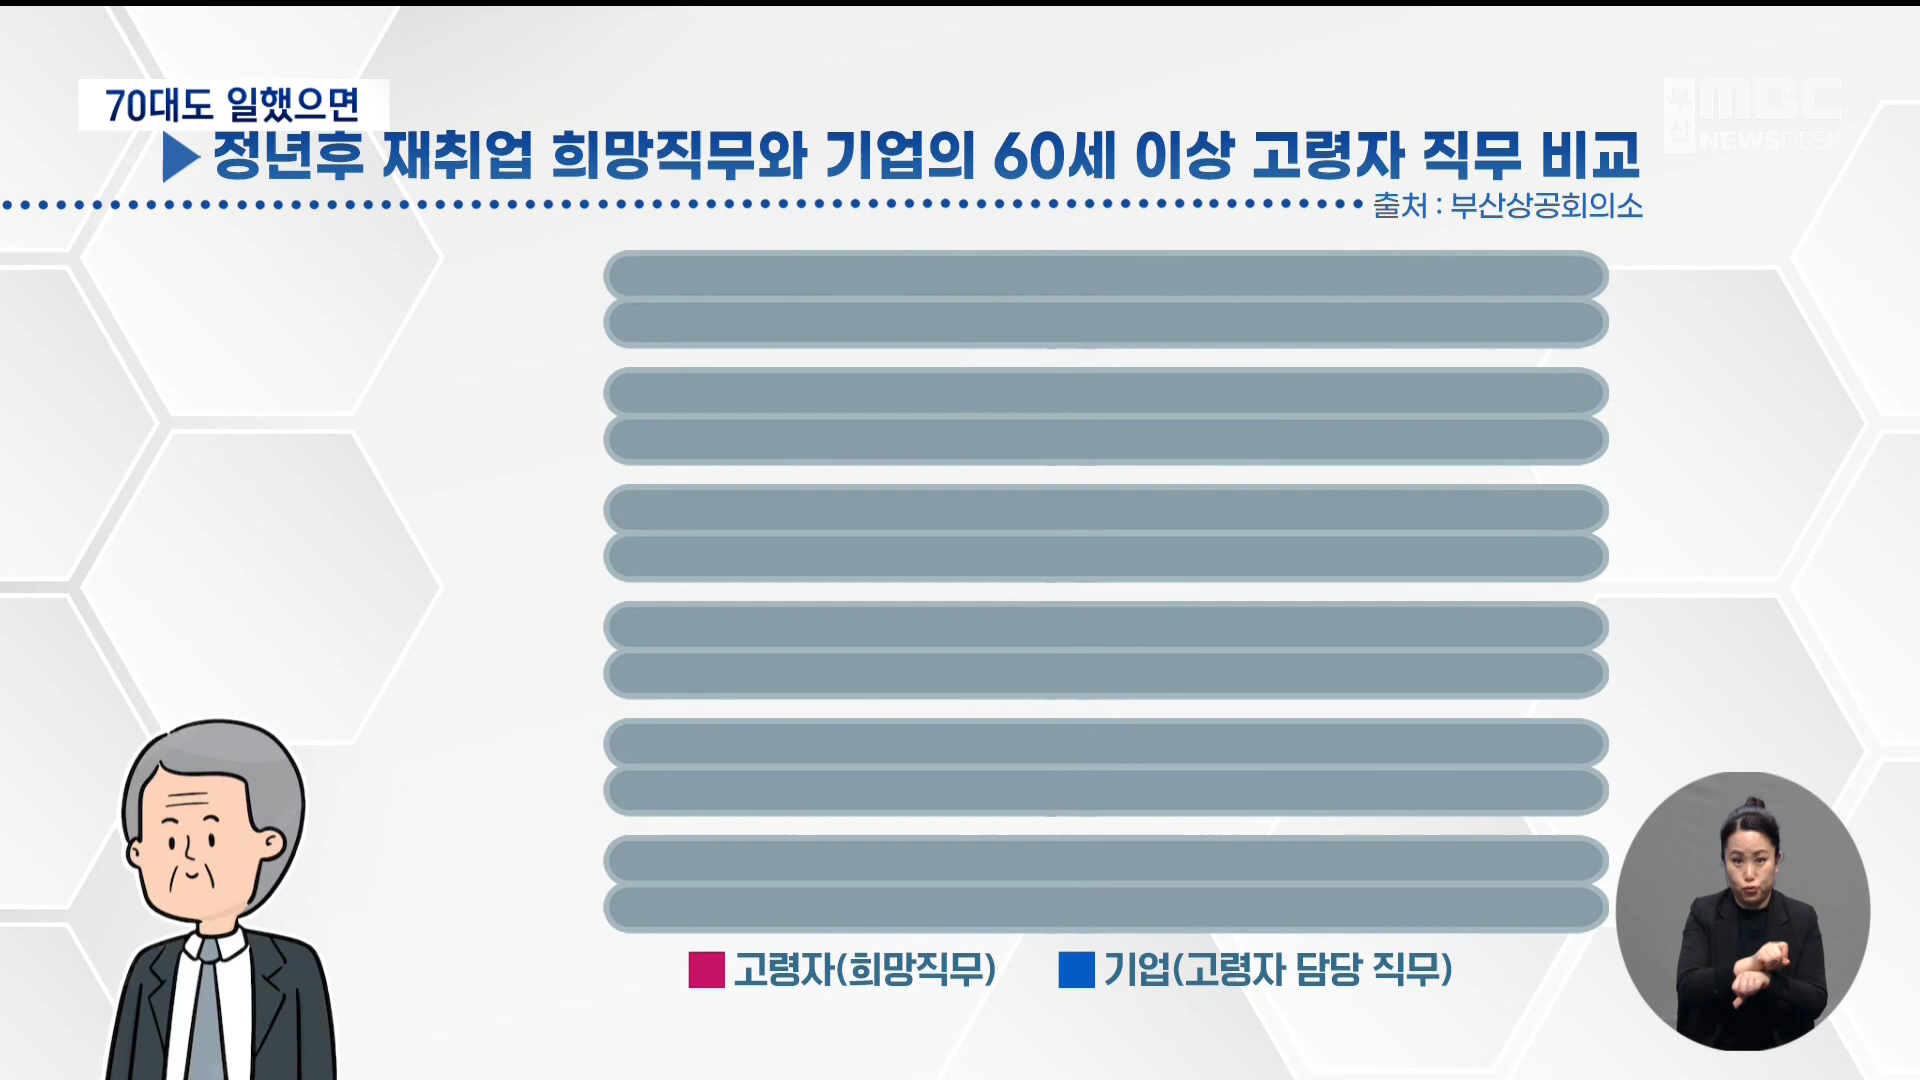 70대도 일했으면
부산 MBC
NEWSDESK
▶정년후 재취업 희망직무와 기업의 60세 이상 고령자 직무 비교
출처 : 부산상공회의소
고령자(희망직무)
기업(고령자 담당 직무)